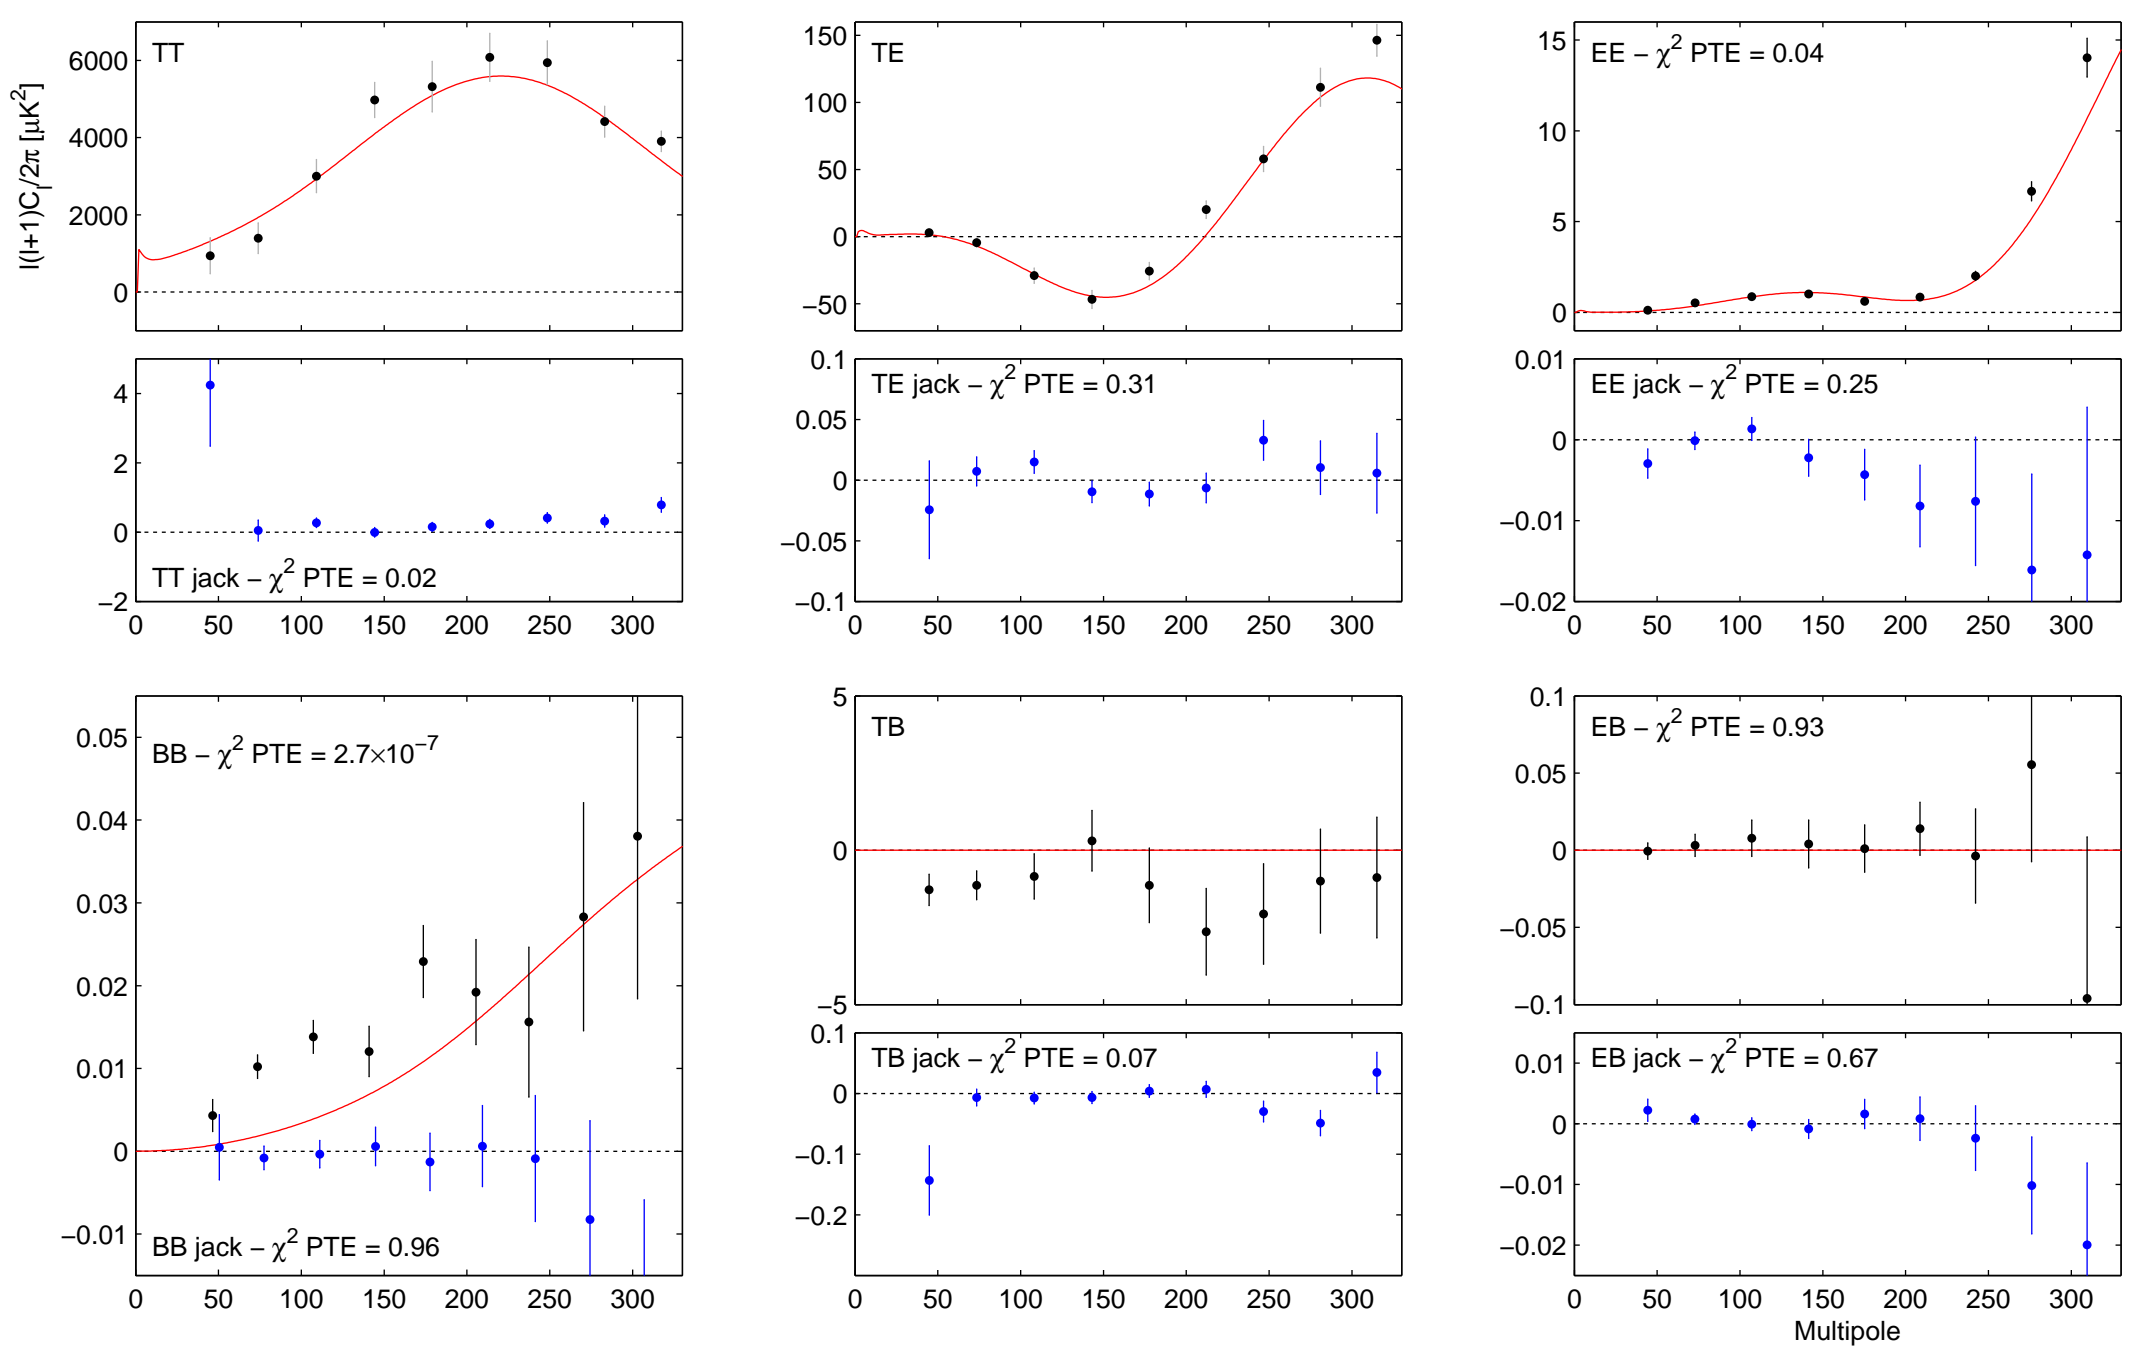 TT
TE
EE − χ² PTE = 0.04
l(l+1)C_l/2π [μK²]
6000
4000
2000
0
150
100
50
0
−50
15
10
5
0
TT jack − χ² PTE = 0.02
TE jack − χ² PTE = 0.31
EE jack − χ² PTE = 0.25
4
2
0
−2
0.1
0.05
0
−0.05
−0.1
0.01
0
−0.01
−0.02
0 50 100 150 200 250 300
0 50 100 150 200 250 300
0 50 100 150 200 250 300
BB − χ² PTE = 2.7×10⁻⁷
TB
EB − χ² PTE = 0.93
0.05
0.04
0.03
0.02
0.01
0
−0.01
5
0
−5
0.1
0.05
0
−0.05
−0.1
BB jack − χ² PTE = 0.96
TB jack − χ² PTE = 0.07
EB jack − χ² PTE = 0.67
0.1
0
−0.1
−0.2
0.01
0
−0.01
−0.02
0 50 100 150 200 250 300
0 50 100 150 200 250 300
0 50 100 150 200 250 300
Multipole